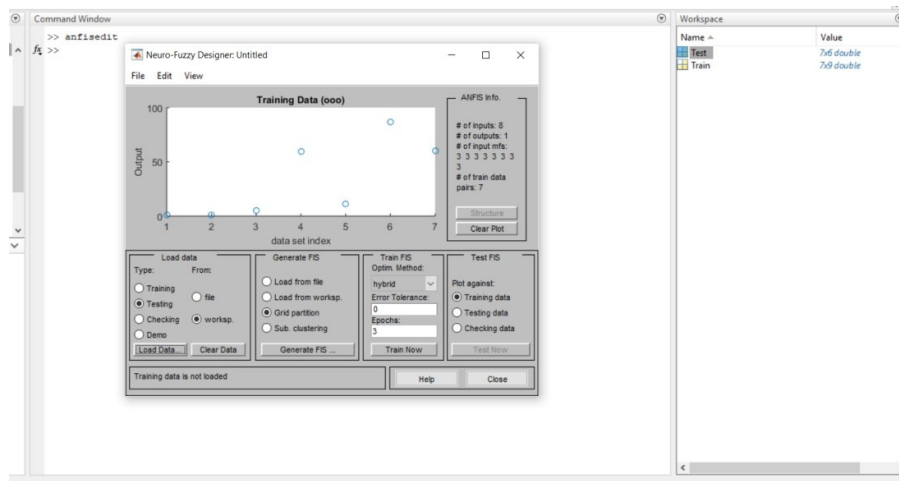 Command Window
>> anfisedit
fx >>
Neuro-Fuzzy Designer: Untitled
File Edit View
Training Data (ooo)
100
50
0
Output
1 2 3 4 5 6 7
data set index
ANFIS Info.
# of inputs: 8
# of outputs: 1
# of input mfs:
3 3 3 3 3 3 3
3
# of train data
pairs: 7
Structure
Clear Plot
Load data
Type: From:
Training
Testing
Checking
Demo
file
worksp.
Load Data... Clear Data
Generate FIS
Load from file
Load from worksp.
Grid partition
Sub. clustering
Generate FIS ...
Train FIS
Optim. Method:
hybrid
Error Tolerance:
0
Epochs:
3
Train Now
Test FIS
Plot against:
Training data
Testing data
Checking data
Test Now
Training data is not loaded
Help Close
Workspace
Name Value
Test 7x6 double
Train 7x9 double